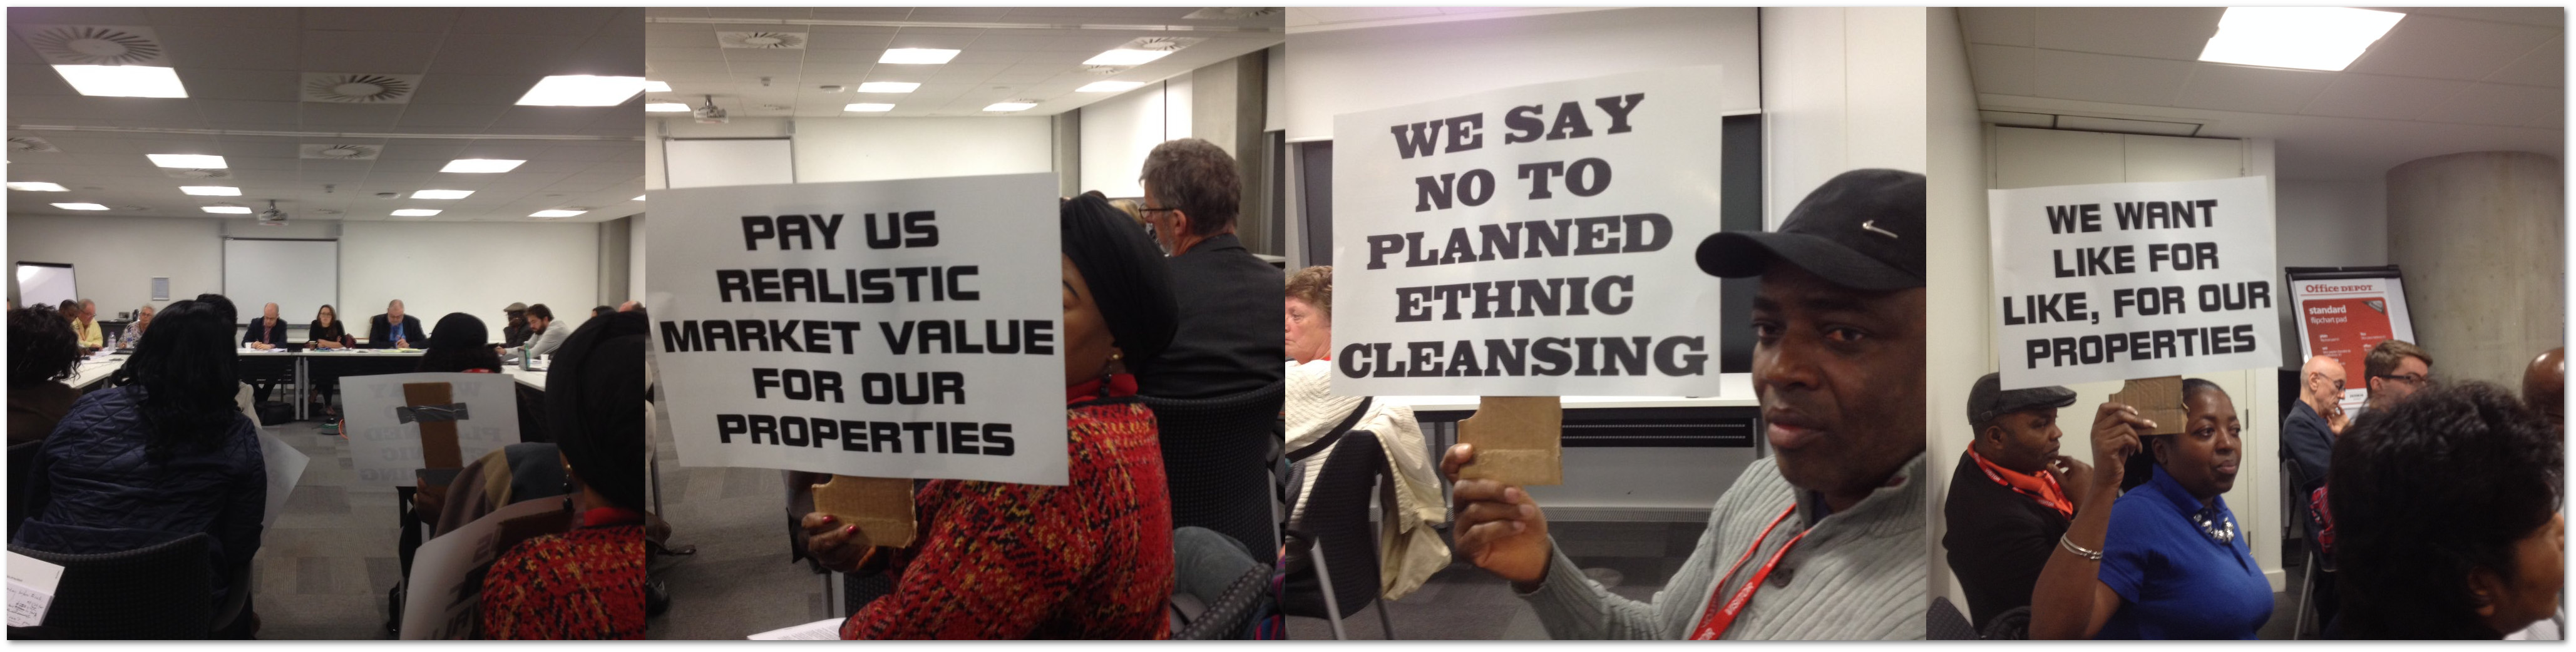 PAY US
REALISTIC
MARKET VALUE
FOR OUR
PROPERTIES
WE SAY
NO TO
PLANNED
ETHNIC
CLEANSING
WE WANT
LIKE FOR
LIKE, FOR OUR
PROPERTIES
Office DEPOT
standard
flipchart pad